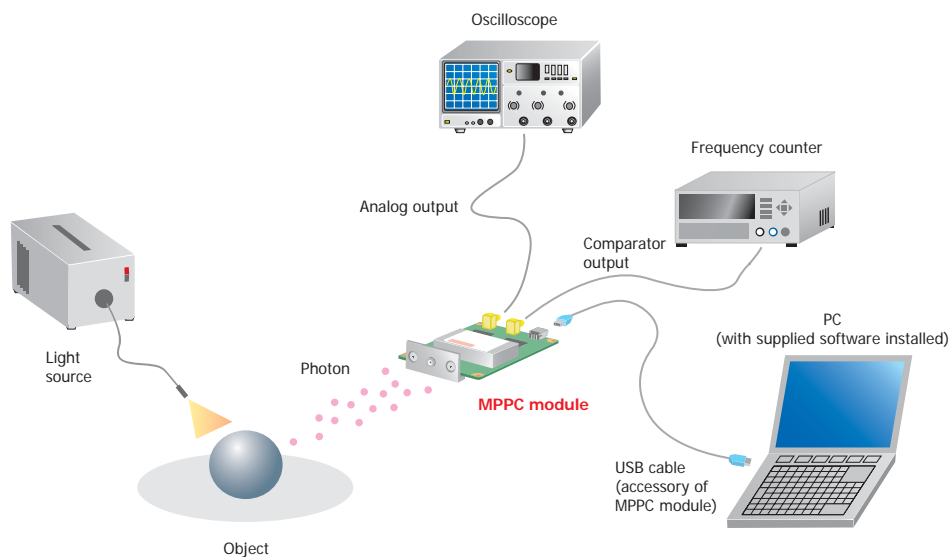 Oscilloscope
Frequency counter
Analog output
Comparator
output
PC
(with supplied software installed)
Light
source
Photon
MPPC module
USB cable
(accessory of
MPPC module)
Object